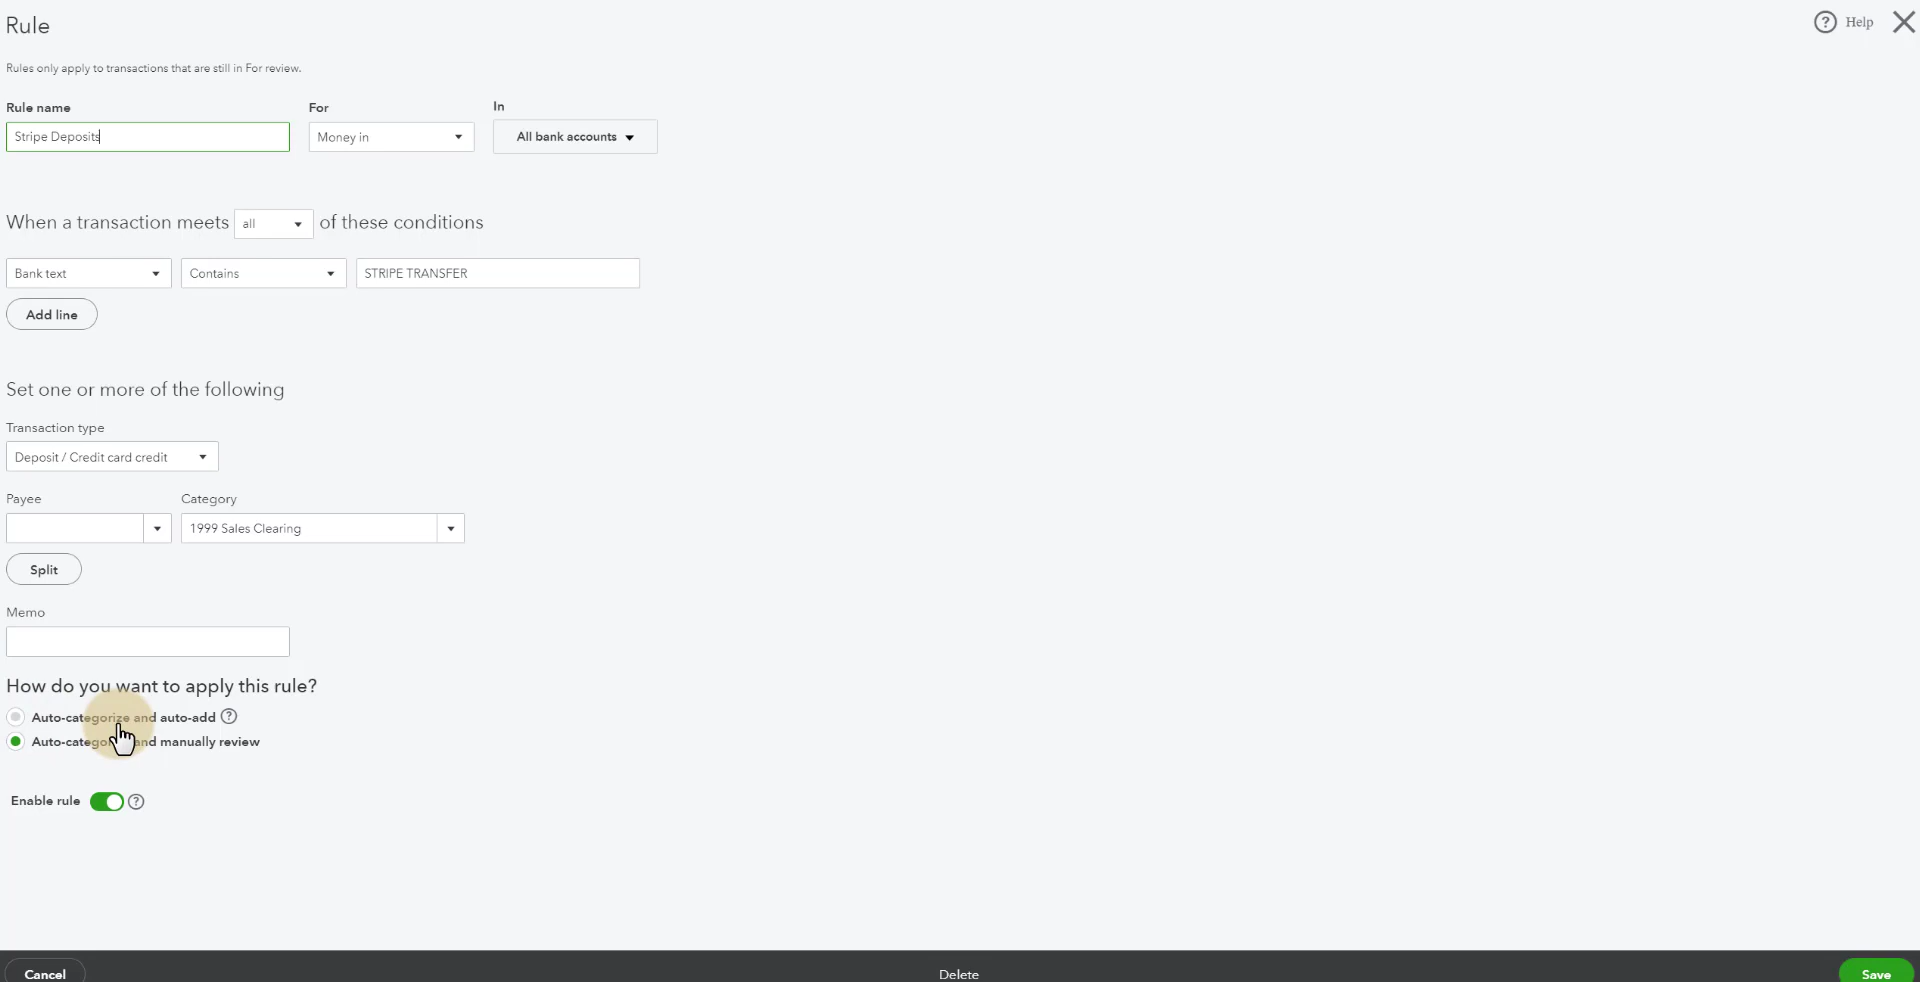 Rule
? Help
Rules only apply to transactions that are still in For review.
Rule name For In
Stripe Deposits Money in All bank accounts
When a transaction meets all of these conditions
Bank text Contains STRIPE TRANSFER
Add line
Set one or more of the following
Transaction type
Deposit / Credit card credit
Payee Category
1999 Sales Clearing
Split
Memo
How do you want to apply this rule?
Auto-categorize and auto-add ?
Auto-categorize and manually review
Enable rule ?
Cancel Delete Save